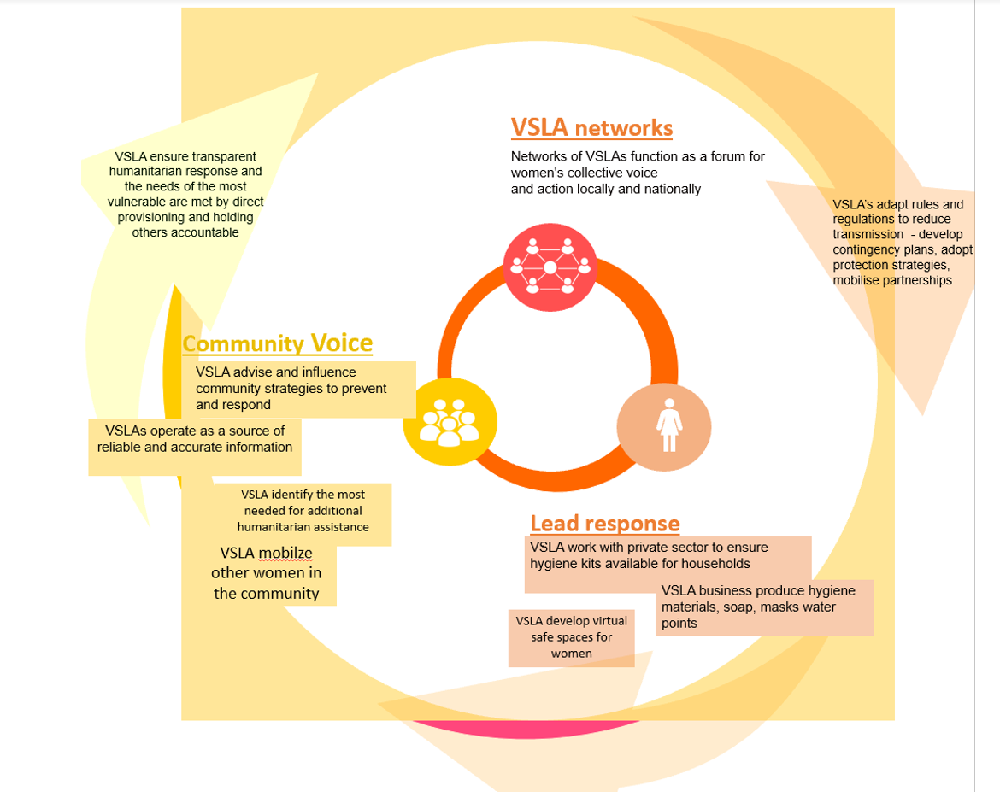 VSLA networks
Networks of VSLAs function as a forum for
women's collective voice
and action locally and nationally
VSLA ensure transparent
humanitarian response and
the needs of the most
vulnerable are met by direct
provisioning and holding
others accountable
VSLA's adapt rules and
regulations to reduce
transmission - develop
contingency plans, adopt
protection strategies,
mobilise partnerships
Community Voice
VSLA advise and influence
community strategies to prevent
and respond
VSLAs operate as a source of
reliable and accurate information
VSLA identify the most
needed for additional
humanitarian assistance
VSLA mobilze
other women in
the community
Lead response
VSLA work with private sector to ensure
hygiene kits available for households
VSLA business produce hygiene
materials, soap, masks water
points
VSLA develop virtual
safe spaces for
women